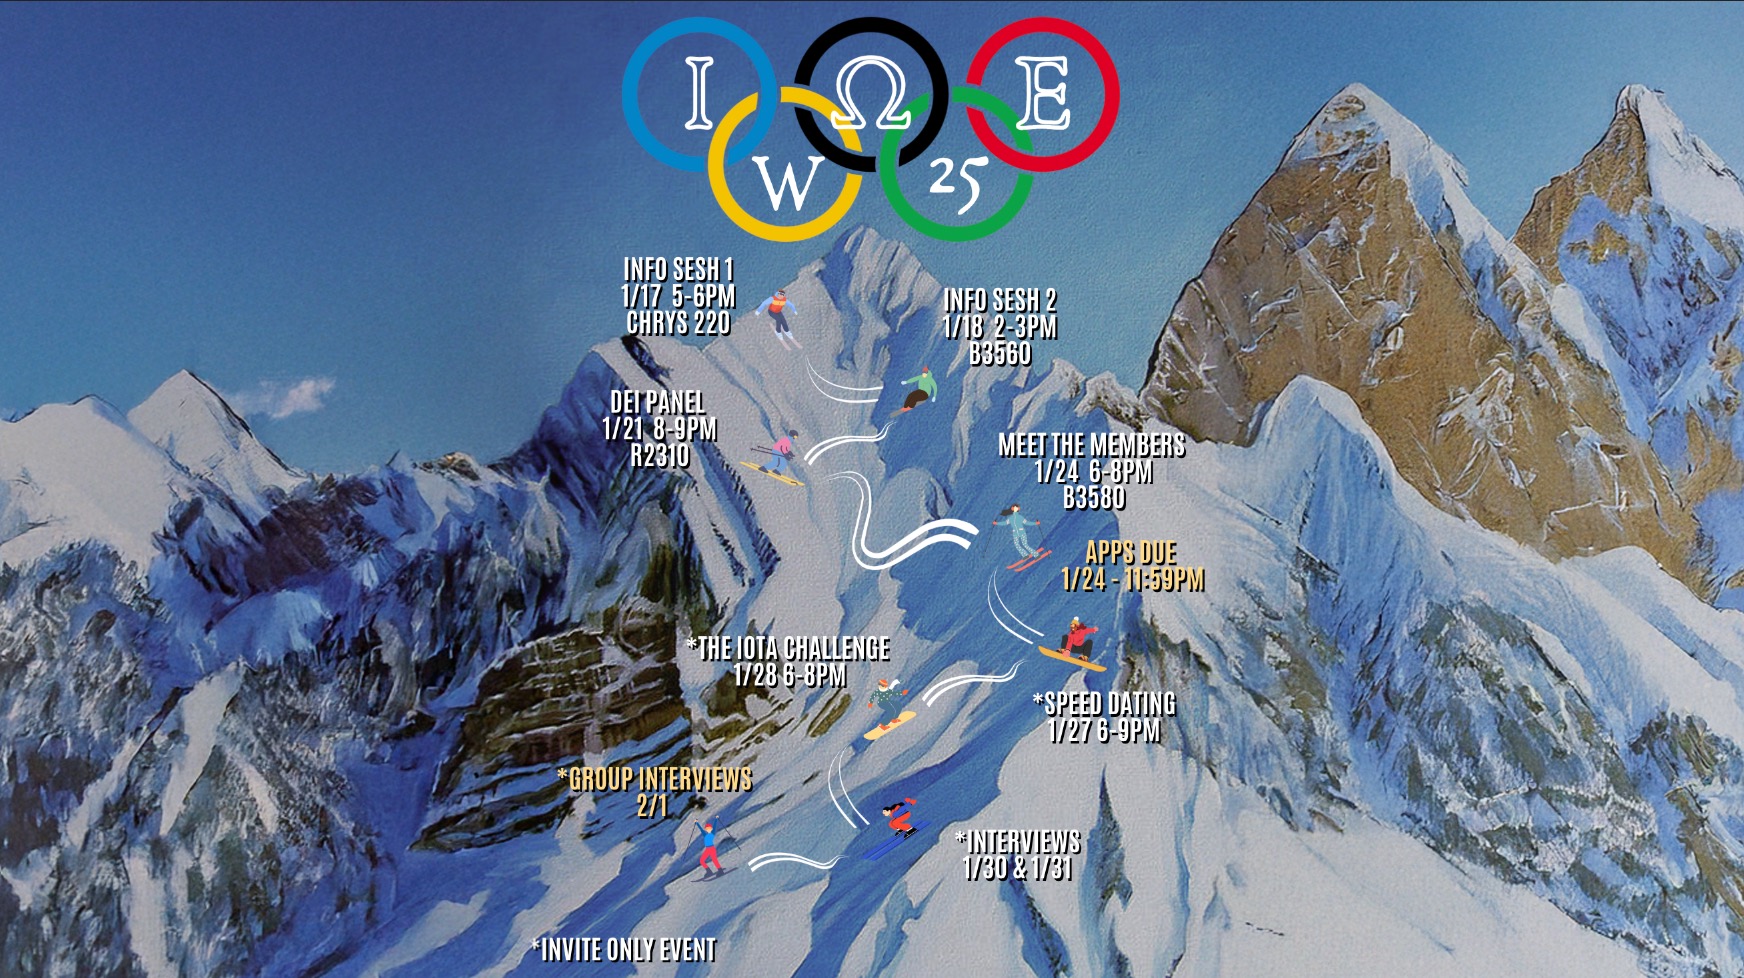 I Ω E
W 25
INFO SESH 1
1/17 5-6PM
CHRYS 220
INFO SESH 2
1/18 2-3PM
B3560
DEI PANEL
1/21 8-9PM
R2310
MEET THE MEMBERS
1/24 6-8PM
B3580
APPS DUE
1/24 - 11:59PM
*THE IOTA CHALLENGE
1/28 6-8PM
*SPEED DATING
1/27 6-9PM
*GROUP INTERVIEWS
2/1
*INTERVIEWS
1/30 & 1/31
*INVITE ONLY EVENT